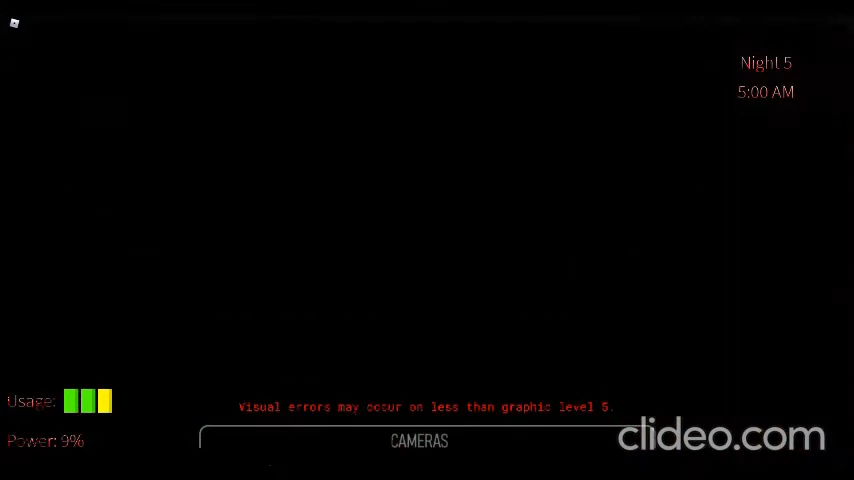 Night 5
5:00 AM
Usage:
Visual errors may occur on less than graphic level 5.
Power: 9%
CAMERAS
clideo.com